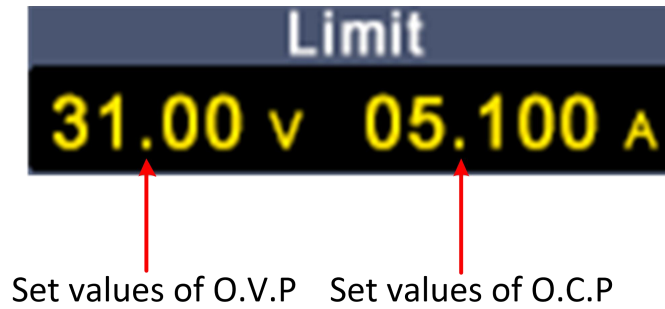 Limit
31.00 V 05.100 A
Set values of O.V.P Set values of O.C.P